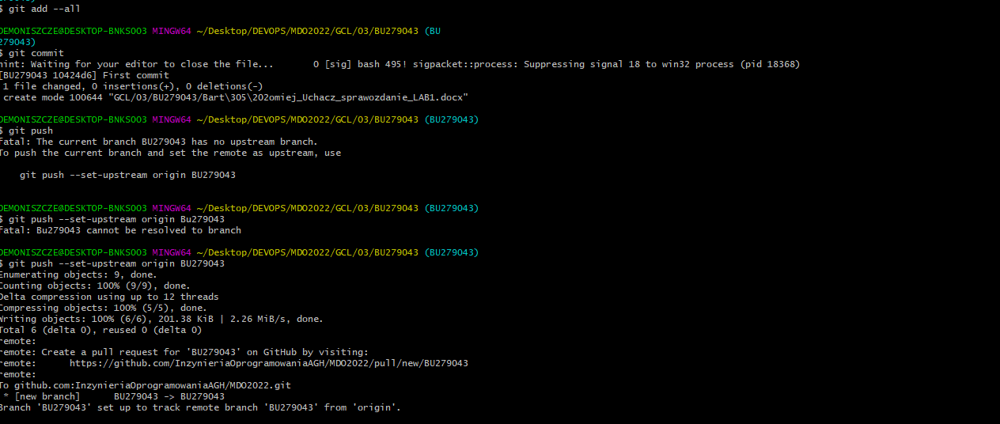 $ git add --all
DEMONISZCZE@DESKTOP-BNKSOO3 MINGW64 ~/Desktop/DEVOPS/MDO2022/GCL/03/BU279043 (BU
279043)
$ git commit
hint: Waiting for your editor to close the file...       0 [sig] bash 495! sigpacket::process: Suppressing signal 18 to win32 process (pid 18368)
[BU279043 10424d6] First commit
 1 file changed, 0 insertions(+), 0 deletions(-)
 create mode 100644 "GCL/03/BU279043/Bart\305\202omiej_Uchacz_sprawozdanie_LAB1.docx"
DEMONISZCZE@DESKTOP-BNKSOO3 MINGW64 ~/Desktop/DEVOPS/MDO2022/GCL/03/BU279043 (BU279043)
$ git push
fatal: The current branch BU279043 has no upstream branch.
To push the current branch and set the remote as upstream, use
    git push --set-upstream origin BU279043
DEMONISZCZE@DESKTOP-BNKSOO3 MINGW64 ~/Desktop/DEVOPS/MDO2022/GCL/03/BU279043 (BU279043)
$ git push --set-upstream origin Bu279043
fatal: Bu279043 cannot be resolved to branch
DEMONISZCZE@DESKTOP-BNKSOO3 MINGW64 ~/Desktop/DEVOPS/MDO2022/GCL/03/BU279043 (BU279043)
$ git push --set-upstream origin BU279043
Enumerating objects: 9, done.
Counting objects: 100% (9/9), done.
Delta compression using up to 12 threads
Compressing objects: 100% (5/5), done.
Writing objects: 100% (6/6), 201.38 KiB | 2.26 MiB/s, done.
Total 6 (delta 0), reused 0 (delta 0)
remote:
remote: Create a pull request for 'BU279043' on GitHub by visiting:
remote:      https://github.com/InzynieriaOprogramowaniaAGH/MDO2022/pull/new/BU279043
remote:
To github.com:InzynieriaOprogramowaniaAGH/MDO2022.git
 * [new branch]      BU279043 -> BU279043
Branch 'BU279043' set up to track remote branch 'BU279043' from 'origin'.